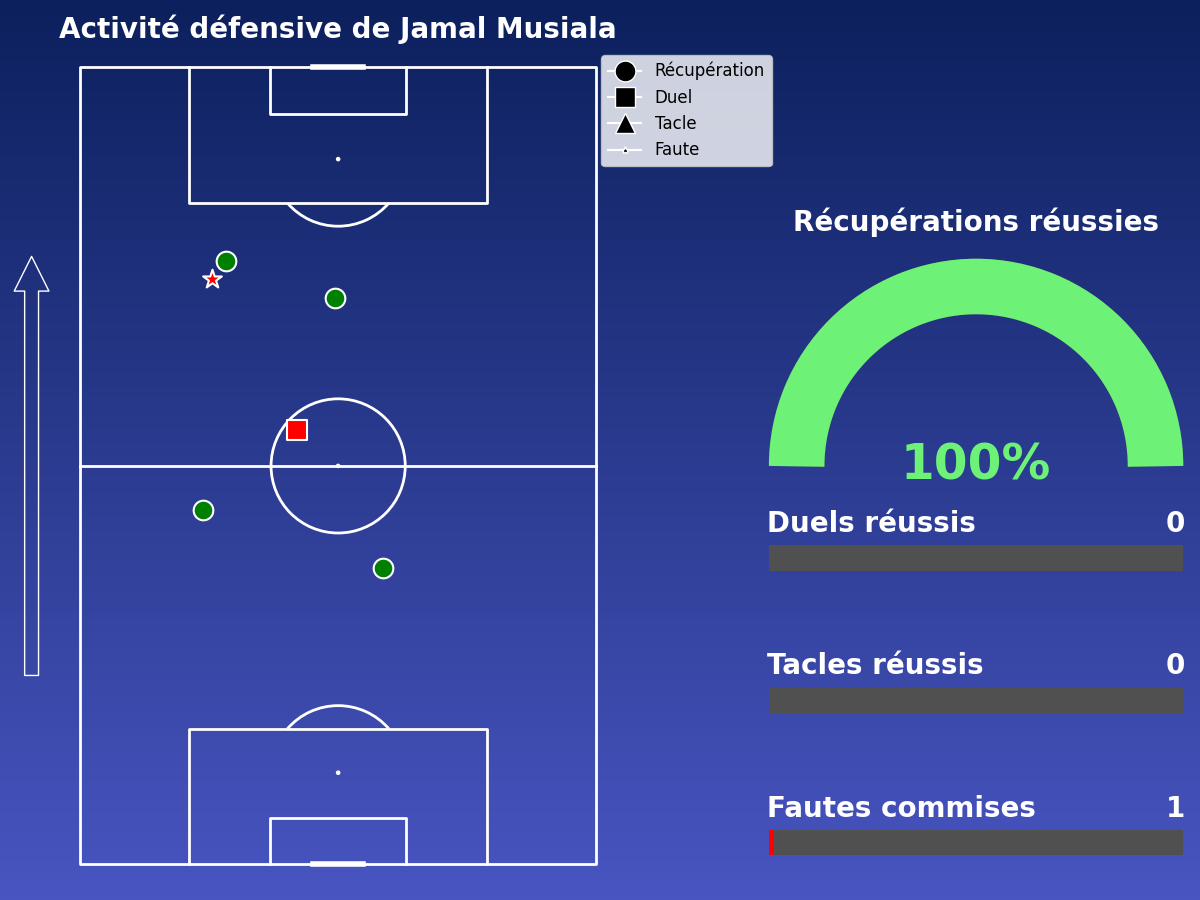 Activité défensive de Jamal Musiala
Récupération
Duel
Tacle
Faute
Récupérations réussies
100%
Duels réussis 0
Tacles réussis 0
Fautes commises 1